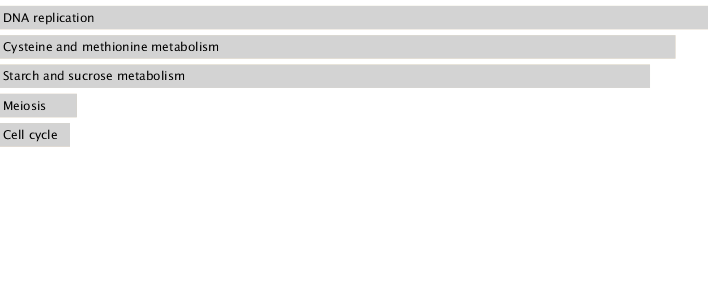 DNA replication
Cysteine and methionine metabolism
Starch and sucrose metabolism
Meiosis
Cell cycle